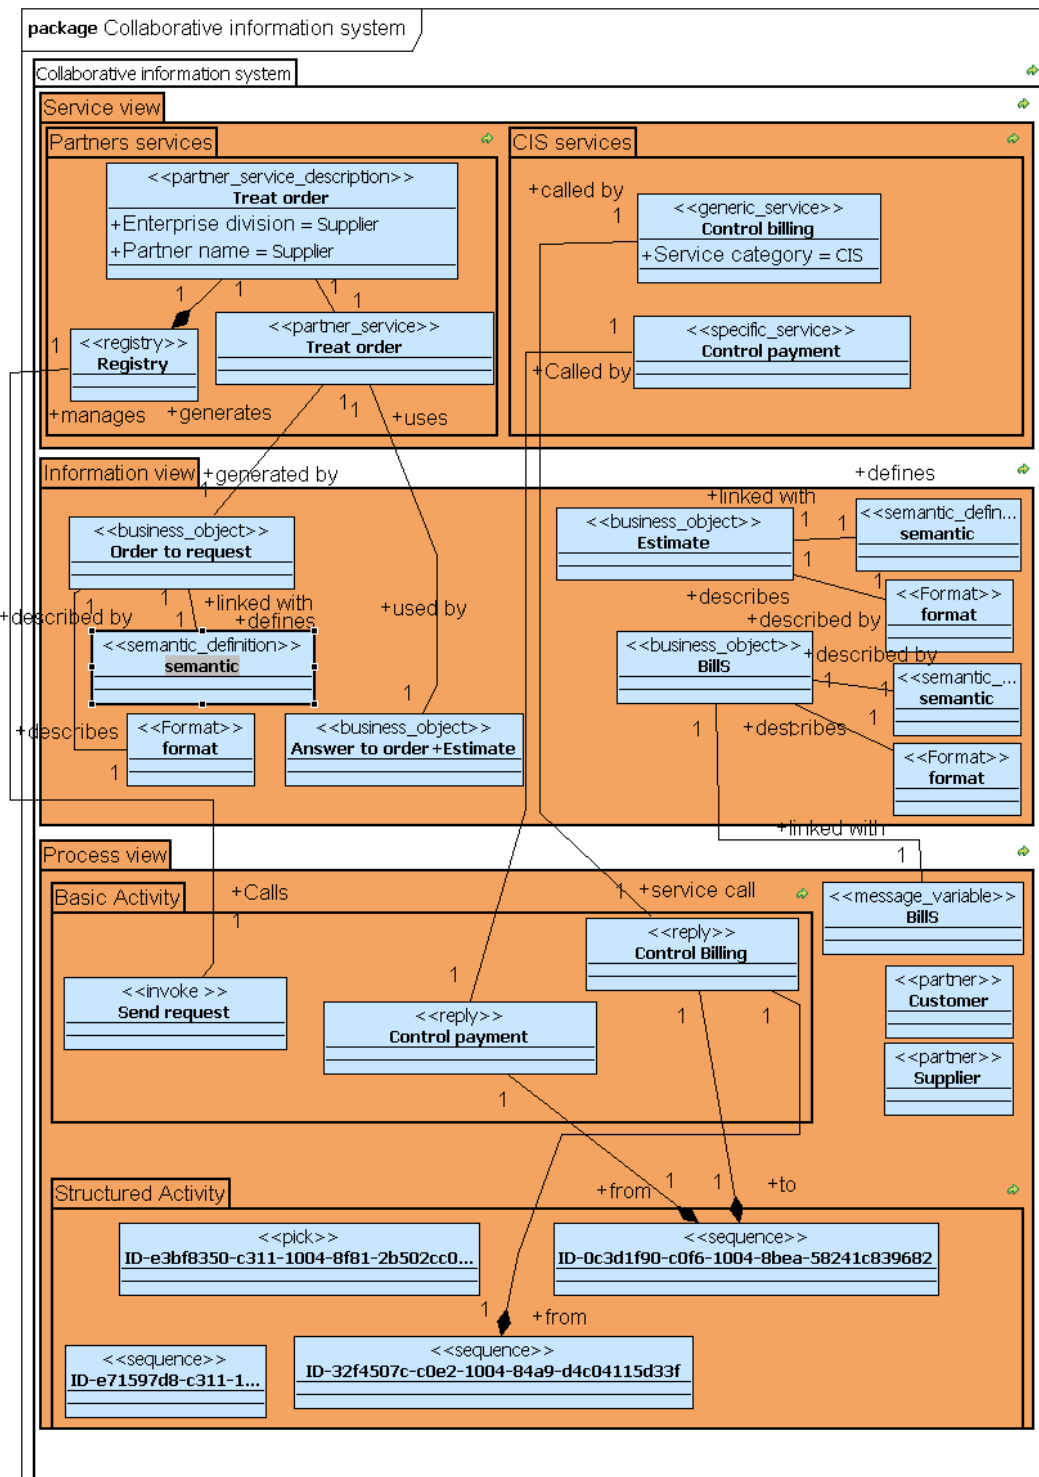 package Collaborative information system
Collaborative information system
Service view
Partners services
<<partner_service_description>>
Treat order
+Enterprise division = Supplier
+Partner name = Supplier
1
1
1
1
<<registry>>
Registry
1
+manages
<<partner_service>>
Treat order
+generates
1
1
+uses
CIS services
+called by
1
<<generic_service>>
Control billing
+Service category = CIS
1
<<specific_service>>
Control payment
+Called by
Information view
+generated by
1
<<business_object>>
Order to request
+described by
1
1
+linked with
1
+defines
<<semantic_definition>>
semantic
+used by
+describes
<<Format>>
format
1
1
<<business_object>>
Answer to order+Estimate
+defines
+linked with
<<business_object>>
Estimate
1
1
<<semantic_defin...
semantic
1
1
+describes
<<Format>>
format
+described by
<<business_object>>
BillS
+described by
1
1
<<semantic_...
semantic
1
+describes
1
1
<<Format>>
format
+linked with
1
Process view
Basic Activity
+Calls
1
1
+service call
<<message_variable>>
BillS
<<reply>>
Control Billing
1
<<invoke >>
Send request
<<reply>>
Control payment
1
1
1
<<partner>>
Customer
<<partner>>
Supplier
Structured Activity
+from
1
1
+to
<<pick>>
ID-e3bf8350-c311-1004-8f81-2b502cc0...
<<sequence>>
ID-0c3d1f90-c0f6-1004-8bea-58241c839682
1
+from
<<sequence>>
ID-e71597d8-c311-1...
<<sequence>>
ID-32f4507c-c0e2-1004-84a9-d4c04115d33f